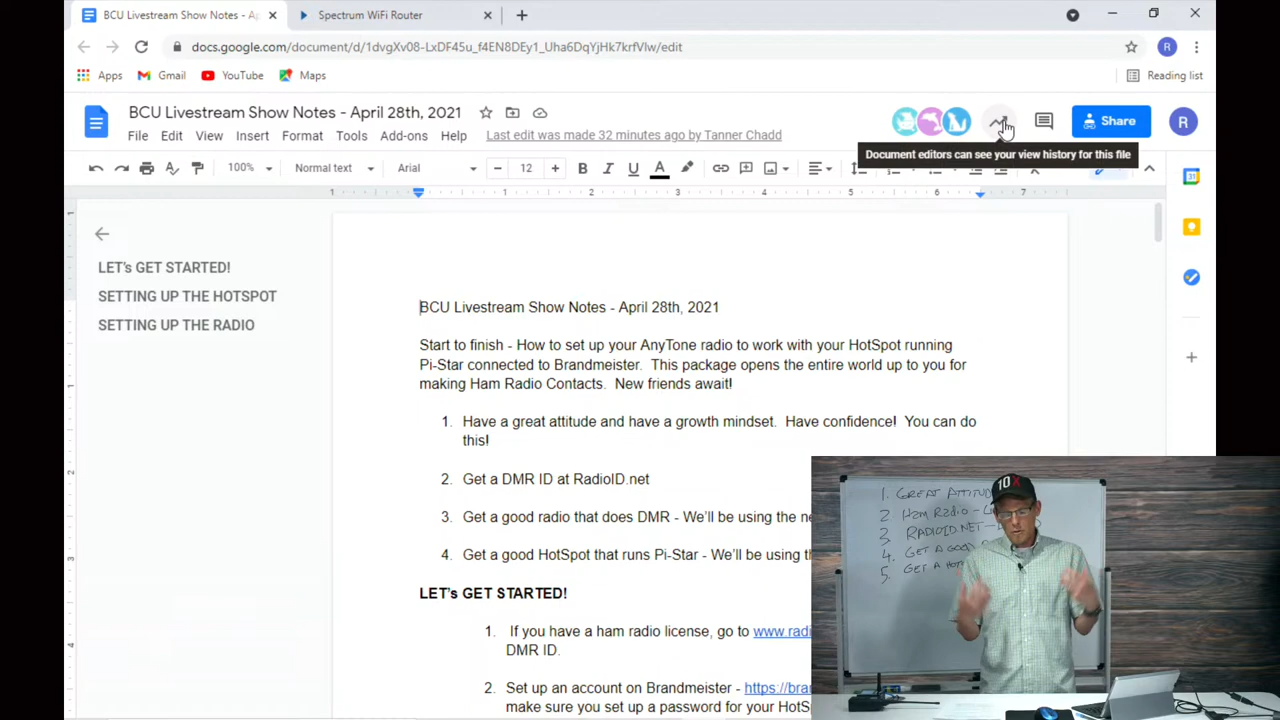 BCU Livestream Show Notes - Ap
Spectrum WiFi Router
docs.google.com/document/d/1dvgXv08-LxDF45u_f4EN8DEy1_Uha6DqYjHk7krfVlw/edit
R
Apps Gmail YouTube Maps Reading list
BCU Livestream Show Notes - April 28th, 2021
Share R
File Edit View Insert Format Tools Add-ons Help Last edit was made 32 minutes ago by Tanner Chadd
Document editors can see your view history for this file
100% Normal text Arial 12 B I U A
1 1 2 3 4 5 6 7
LET's GET STARTED!
SETTING UP THE HOTSPOT
SETTING UP THE RADIO
BCU Livestream Show Notes - April 28th, 2021
Start to finish - How to set up your AnyTone radio to work with your HotSpot running
Pi-Star connected to Brandmeister. This package opens the entire world up to you for
making Ham Radio Contacts. New friends await!
1. Have a great attitude and have a growth mindset. Have confidence! You can do
this!
2. Get a DMR ID at RadioID.net
3. Get a good radio that does DMR - We'll be using the ne
4. Get a good HotSpot that runs Pi-Star - We'll be using th
LET's GET STARTED!
1. If you have a ham radio license, go to www.radi
DMR ID.
2. Set up an account on Brandmeister - https://bran
make sure you set up a password for your HotS
1. GREAT ATTITUD
2. HAM RADIO - L
3. RADIOID.NET -
4. GET A GOOD
5. GET A HOT
10X